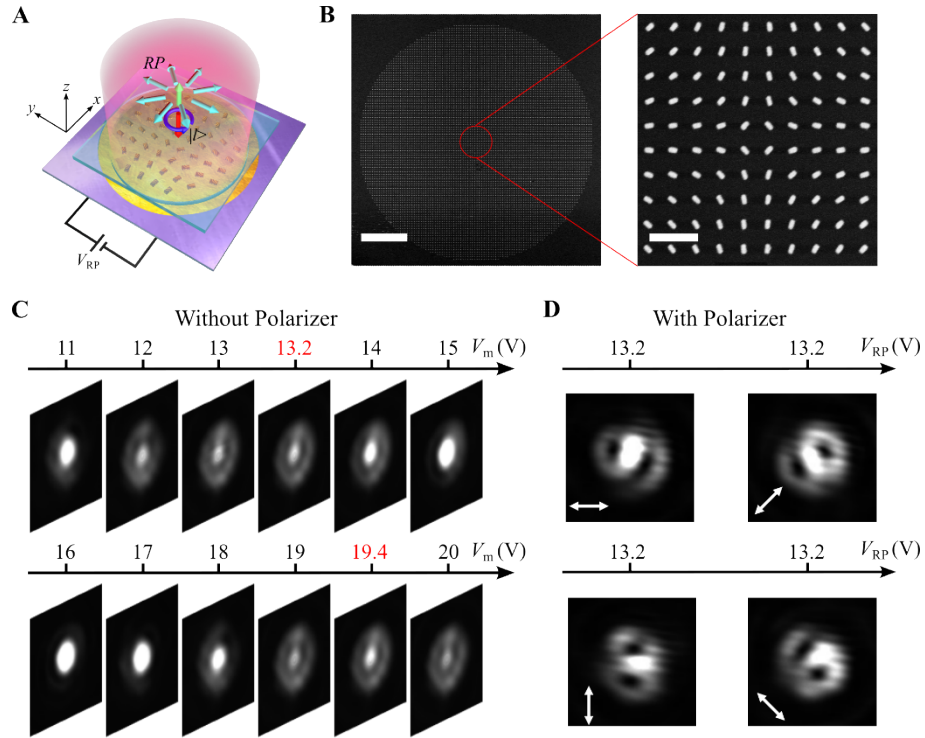 A
RP
z
y
x
|l>
V_RP
B
C
Without Polarizer
11 12 13 13.2 14 15 V_m (V)
16 17 18 19 19.4 20 V_m (V)
D
With Polarizer
13.2 13.2 V_RP (V)
13.2 13.2 V_RP (V)